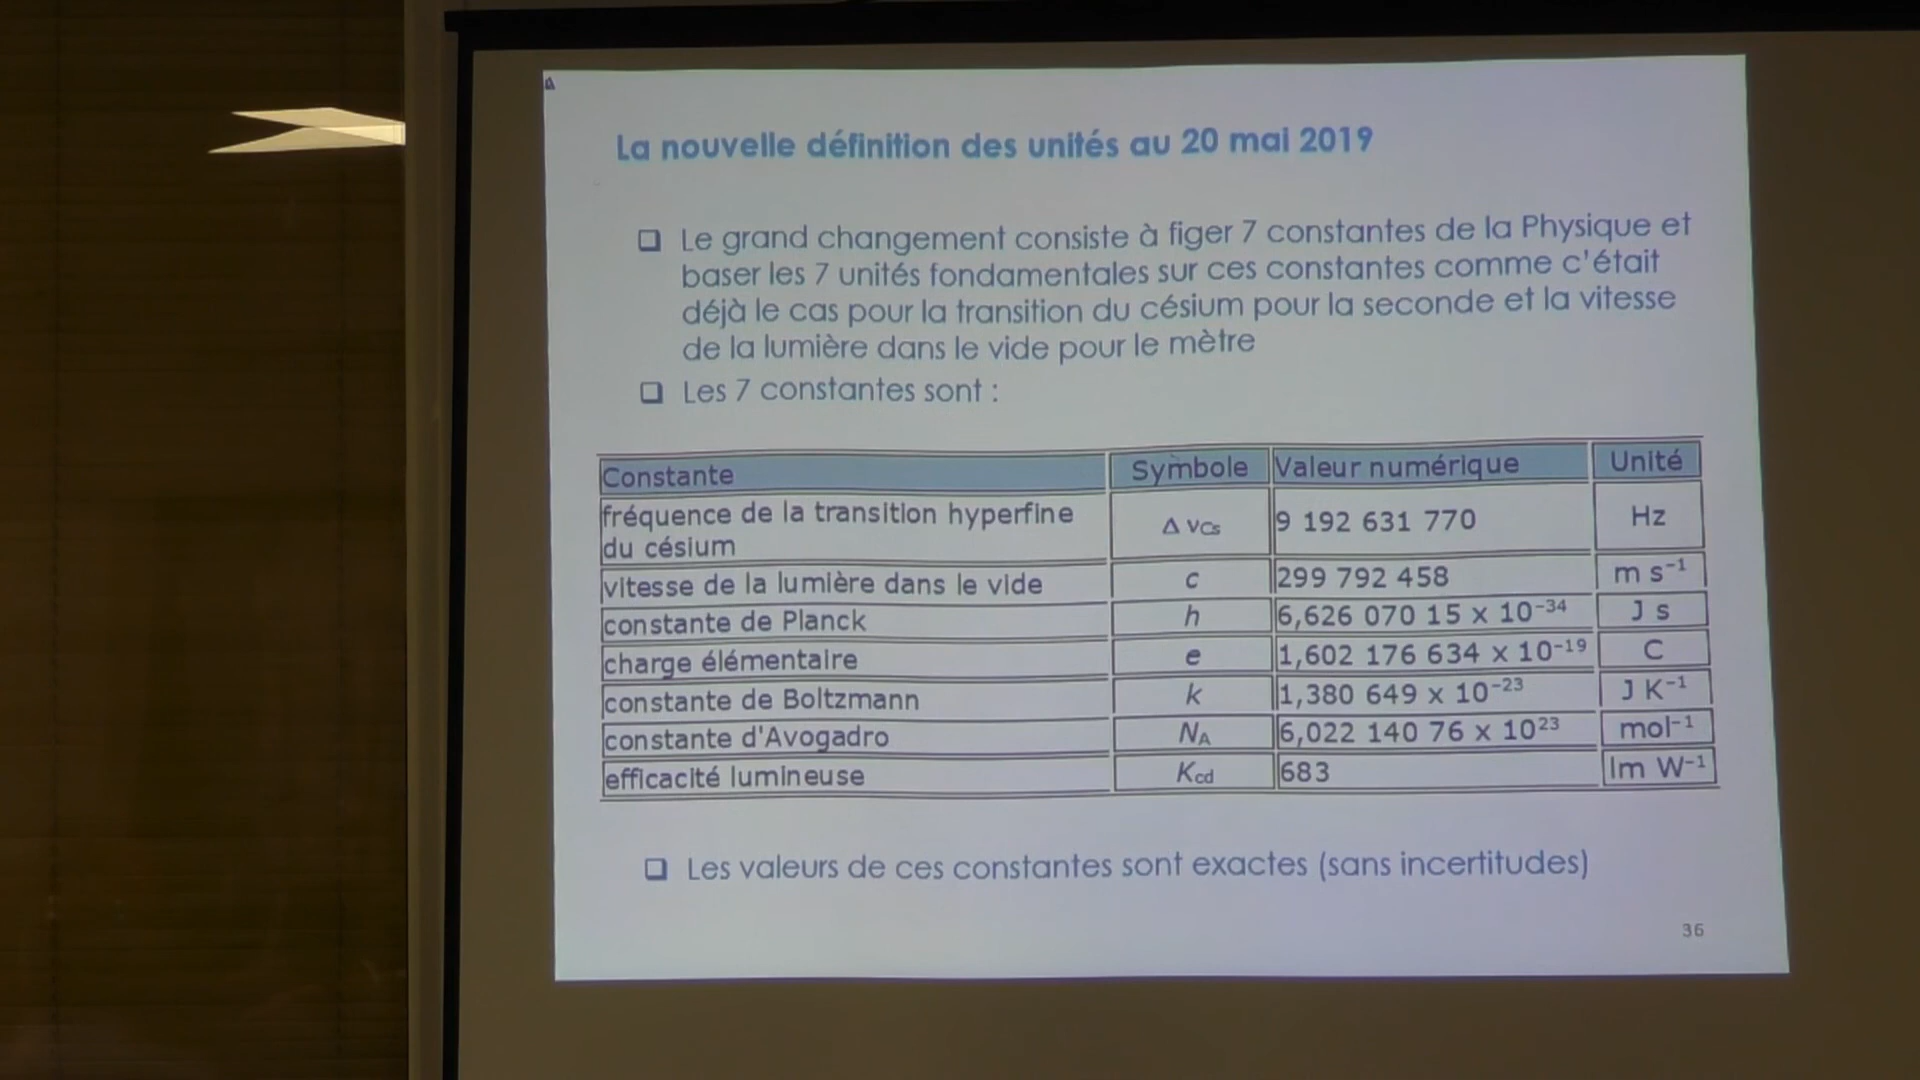 La nouvelle définition des unités au 20 mai 2019
❑ Le grand changement consiste à figer 7 constantes de la Physique et
baser les 7 unités fondamentales sur ces constantes comme c'était
déjà le cas pour la transition du césium pour la seconde et la vitesse
de la lumière dans le vide pour le mètre
❑ Les 7 constantes sont :
Constante Symbole Valeur numérique Unité
fréquence de la transition hyperfine
du césium Δ νCs 9 192 631 770 Hz
vitesse de la lumière dans le vide c 299 792 458 m s⁻¹
constante de Planck h 6,626 070 15 x 10⁻³⁴ J s
charge élémentaire e 1,602 176 634 x 10⁻¹⁹ C
constante de Boltzmann k 1,380 649 x 10⁻²³ J K⁻¹
constante d'Avogadro NA 6,022 140 76 x 10²³ mol⁻¹
efficacité lumineuse Kcd 683 lm W⁻¹
❑ Les valeurs de ces constantes sont exactes (sans incertitudes)
36